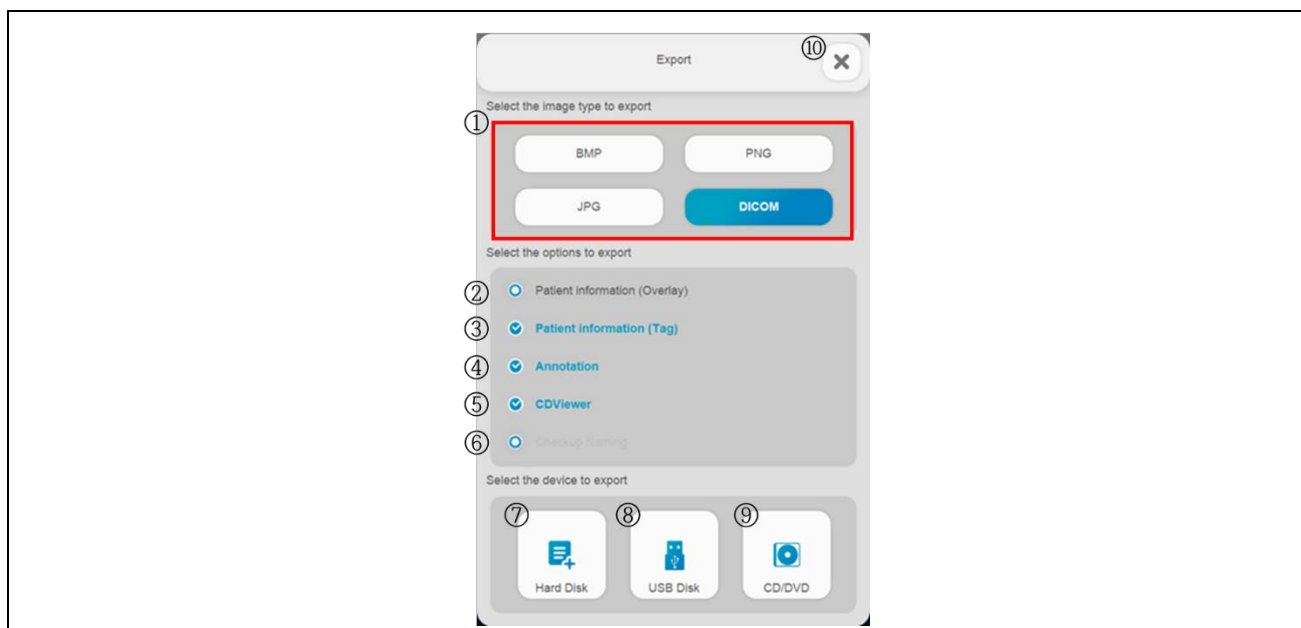 Export ⑩
Select the image type to export
①
BMP PNG
JPG DICOM
Select the options to export
② Patient information (Overlay)
③ Patient information (Tag)
④ Annotation
⑤ CDViewer
⑥ Checkup Naming
Select the device to export
⑦ ⑧ ⑨
Hard Disk USB Disk CD/DVD